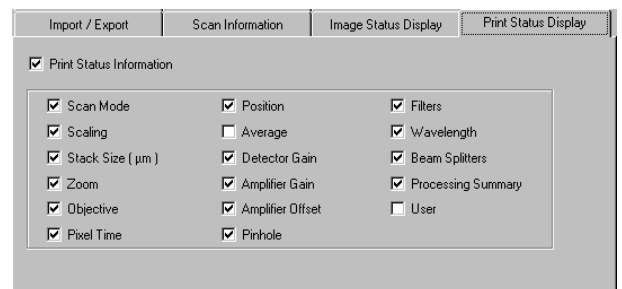 Import / Export Scan Information Image Status Display Print Status Display
Print Status Information
Scan Mode Position Filters
Scaling Average Wavelength
Stack Size ( µm ) Detector Gain Beam Splitters
Zoom Amplifier Gain Processing Summary
Objective Amplifier Offset User
Pixel Time Pinhole